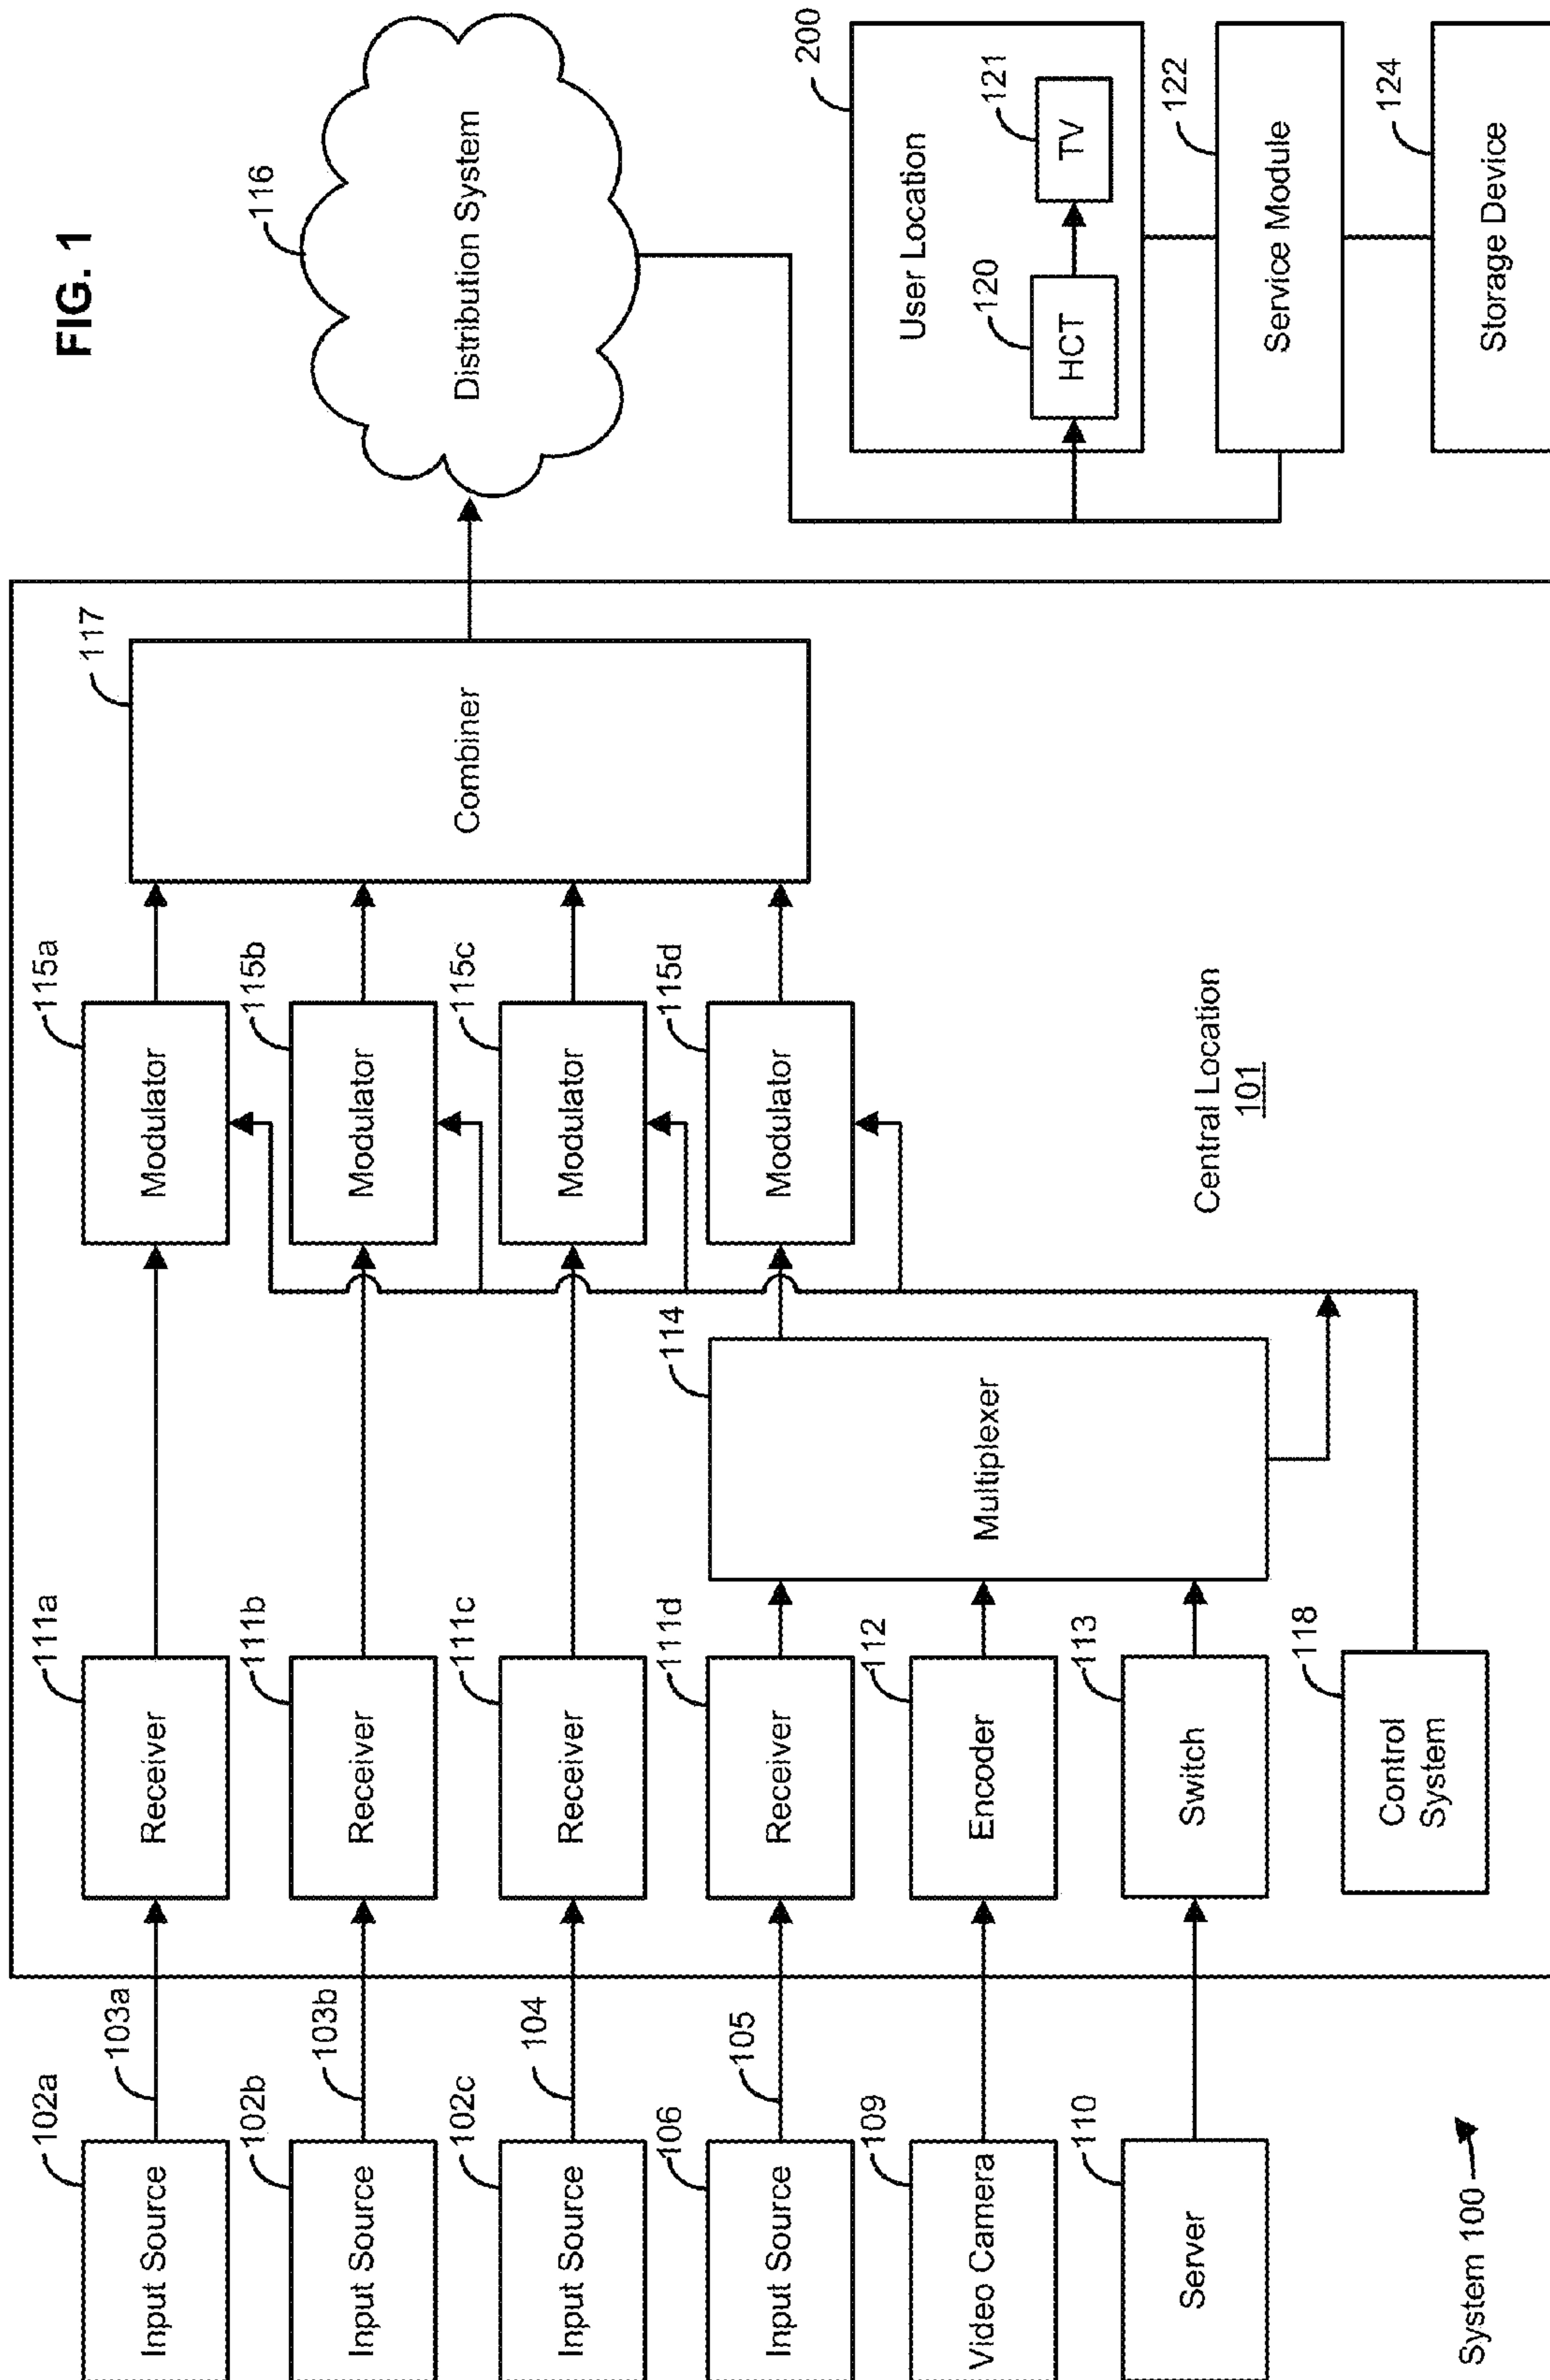 FIG. 1
102a
Input Source
103a
111a
Receiver
115a
Modulator
102b
Input Source
103b
111b
Receiver
115b
Modulator
102c
Input Source
104
111c
Receiver
115c
Modulator
106
Input Source
105
111d
Receiver
115d
Modulator
109
Video Camera
112
Encoder
110
Server
113
Switch
114
Multiplexer
118
Control
System
117
Combiner
Central Location
101
116
Distribution System
200
User Location
120
HCT
121
TV
122
Service Module
124
Storage Device
System 100